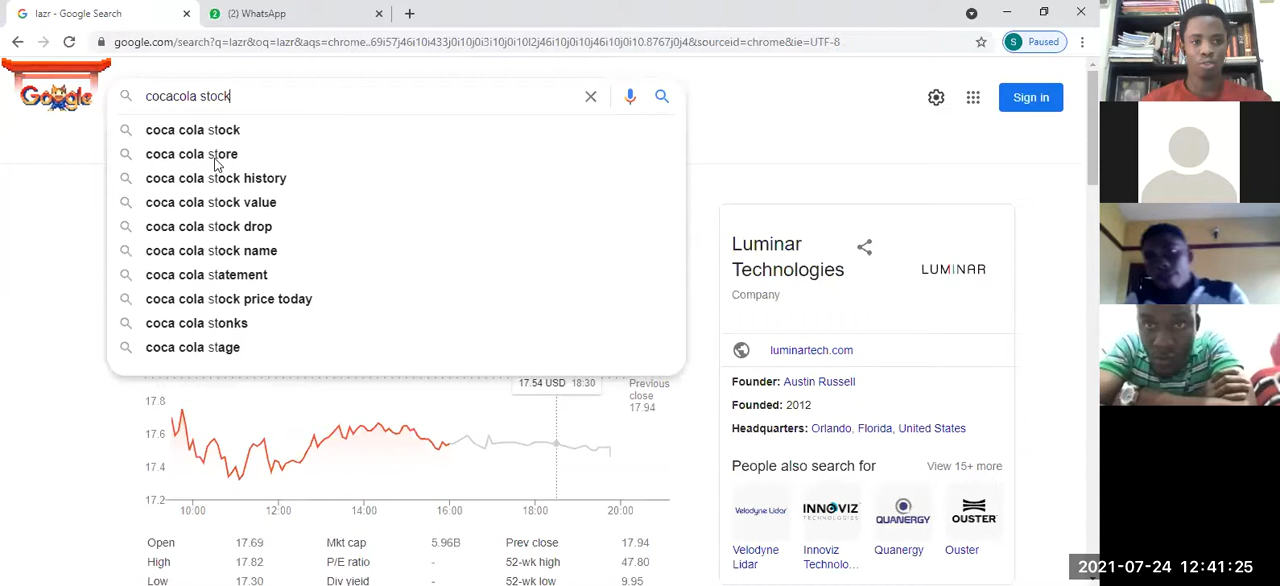 lazr - Google Search
(2) WhatsApp
google.com/search?q=lazr&oq=lazr&aqs=chrome..69i57j46i10i433j0i10j0i3j0i10j0i10l2j46i10j0i10j46i10j0i10.8767j0j4&sourceid=chrome&ie=UTF-8
S
Paused
Google
cocacola stock
Sign in
coca cola stock
coca cola store
coca cola stock history
coca cola stock value
coca cola stock drop
coca cola stock name
coca cola statement
coca cola stock price today
coca cola stonks
coca cola stage
Luminar
Technologies
Company
LUMINAR
luminartech.com
Founder: Austin Russell
Founded: 2012
Headquarters: Orlando, Florida, United States
People also search for
View 15+ more
Velodyne Lidar
INNOVIZ
TECHNOLOGIES
QUANERGY
OUSTER
Velodyne
Lidar
Innoviz
Technolo...
Quanergy
Ouster
17.54 USD 18:30
Previous
close
17.94
17.8
17.6
17.4
17.2
10:00
12:00
14:00
16:00
18:00
20:00
Open 17.69 Mkt cap 5.96B Prev close 17.94
High 17.82 P/E ratio - 52-wk high 47.80
Low 17.30 Div yield - 52-wk low 9.95
2021-07-24 12:41:25